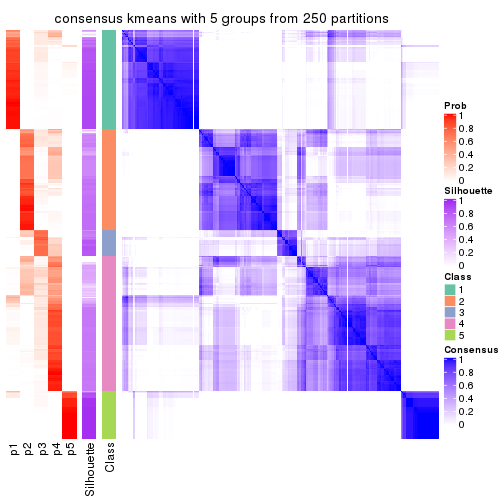 consensus kmeans with 5 groups from 250 partitions
Prob
1
0.8
0.6
0.4
0.2
0
Silhouette
1
0.8
0.6
0.4
0.2
0
Class
1
2
3
4
5
Consensus
1
0.8
0.6
0.4
0.2
0
p1
p2
p3
p4
p5
Silhouette
Class